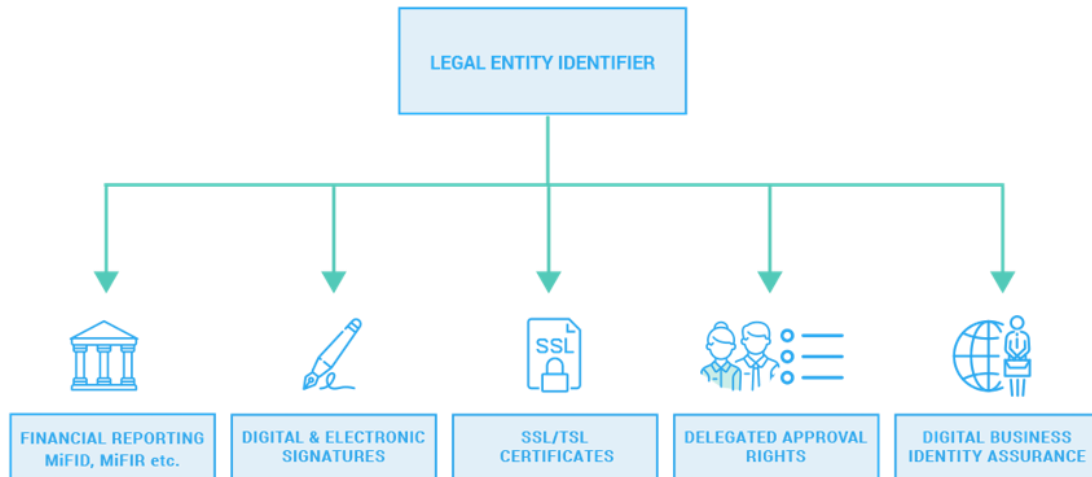 LEGAL ENTITY IDENTIFIER
SSL
FINANCIAL REPORTING
MiFID, MiFIR etc.
DIGITAL & ELECTRONIC
SIGNATURES
SSL/TSL
CERTIFICATES
DELEGATED APPROVAL
RIGHTS
DIGITAL BUSINESS
IDENTITY ASSURANCE